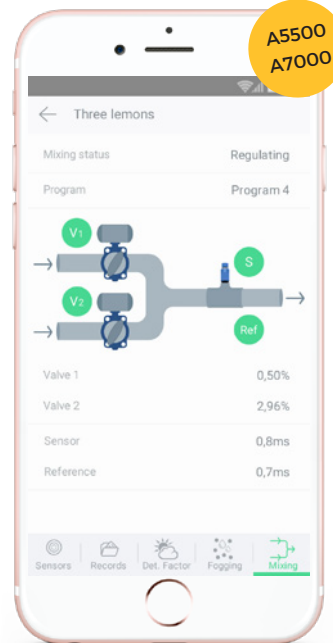 A5500
A7000
Three lemons
Mixing status Regulating
Program Program 4
V1
S
V2
Ref
Valve 1 0,50%
Valve 2 2,96%
Sensor 0,8ms
Reference 0,7ms
Sensors Records Det. Factor Fogging Mixing